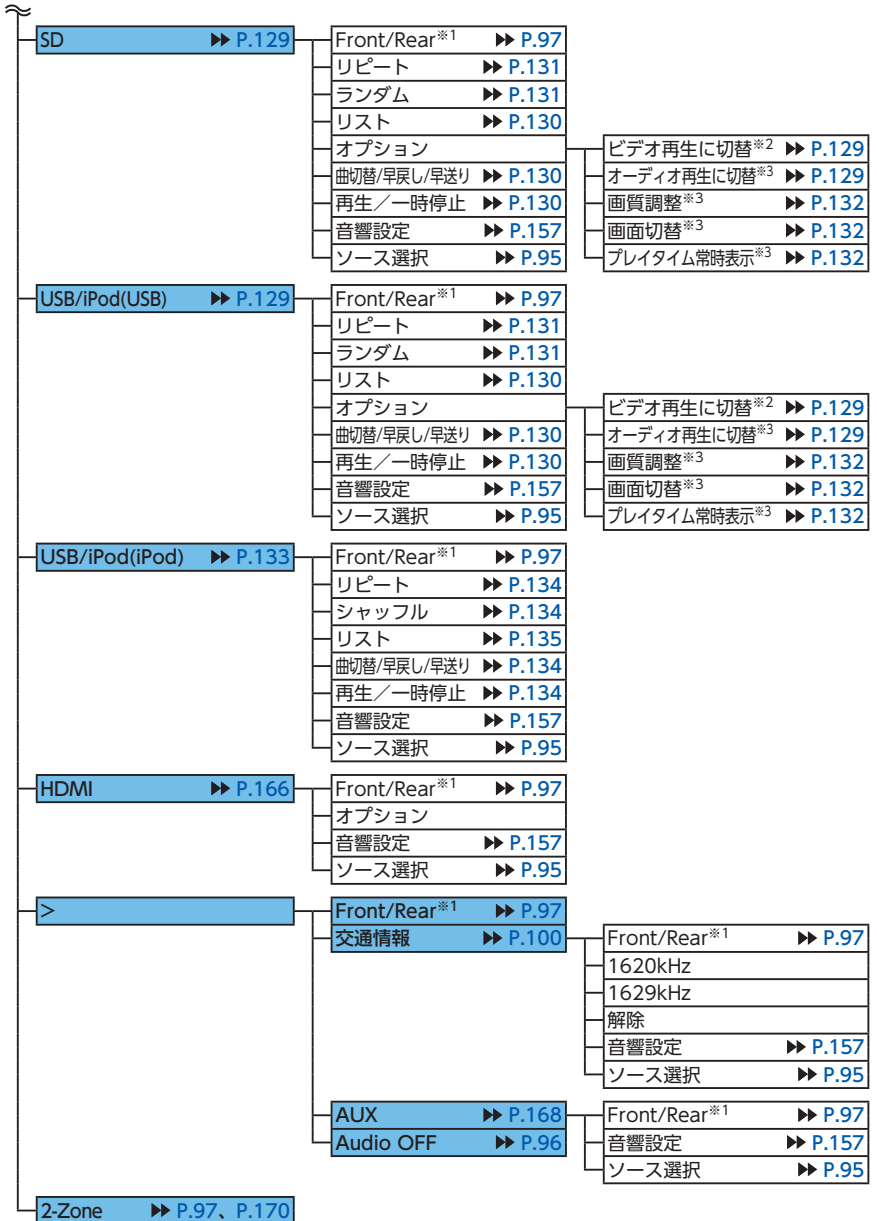 SD ▶▶ P.129
Front/Rear※1 ▶▶ P.97
リピート ▶▶ P.131
ランダム ▶▶ P.131
リスト ▶▶ P.130
オプション
ビデオ再生に切替※2 ▶▶ P.129
オーディオ再生に切替※3 ▶▶ P.129
画質調整※3 ▶▶ P.132
画面切替※3 ▶▶ P.132
プレイタイム常時表示※3 ▶▶ P.132
曲切替/早戻し/早送り ▶▶ P.130
再生／一時停止 ▶▶ P.130
音響設定 ▶▶ P.157
ソース選択 ▶▶ P.95
USB/iPod(USB) ▶▶ P.129
Front/Rear※1 ▶▶ P.97
リピート ▶▶ P.131
ランダム ▶▶ P.131
リスト ▶▶ P.130
オプション
ビデオ再生に切替※2 ▶▶ P.129
オーディオ再生に切替※3 ▶▶ P.129
画質調整※3 ▶▶ P.132
画面切替※3 ▶▶ P.132
プレイタイム常時表示※3 ▶▶ P.132
曲切替/早戻し/早送り ▶▶ P.130
再生／一時停止 ▶▶ P.130
音響設定 ▶▶ P.157
ソース選択 ▶▶ P.95
USB/iPod(iPod) ▶▶ P.133
Front/Rear※1 ▶▶ P.97
リピート ▶▶ P.134
シャッフル ▶▶ P.134
リスト ▶▶ P.135
曲切替/早戻し/早送り ▶▶ P.134
再生／一時停止 ▶▶ P.134
音響設定 ▶▶ P.157
ソース選択 ▶▶ P.95
HDMI ▶▶ P.166
Front/Rear※1 ▶▶ P.97
オプション
音響設定 ▶▶ P.157
ソース選択 ▶▶ P.95
>
Front/Rear※1 ▶▶ P.97
交通情報 ▶▶ P.100
Front/Rear※1 ▶▶ P.97
1620kHz
1629kHz
解除
音響設定 ▶▶ P.157
ソース選択 ▶▶ P.95
AUX ▶▶ P.168
Front/Rear※1 ▶▶ P.97
音響設定 ▶▶ P.157
ソース選択 ▶▶ P.95
Audio OFF ▶▶ P.96
2-Zone ▶▶ P.97、P.170